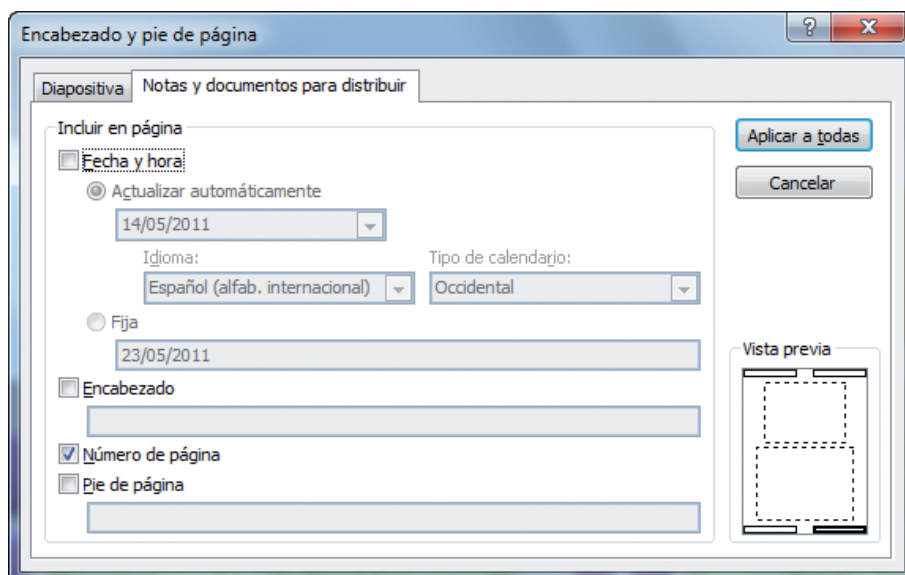 Encabezado y pie de página
Diapositiva
Notas y documentos para distribuir
Incluir en página
Fecha y hora
Actualizar automáticamente
14/05/2011
Idioma:
Tipo de calendario:
Español (alfab. internacional)
Occidental
Fija
23/05/2011
Encabezado
Número de página
Pie de página
Aplicar a todas
Cancelar
Vista previa